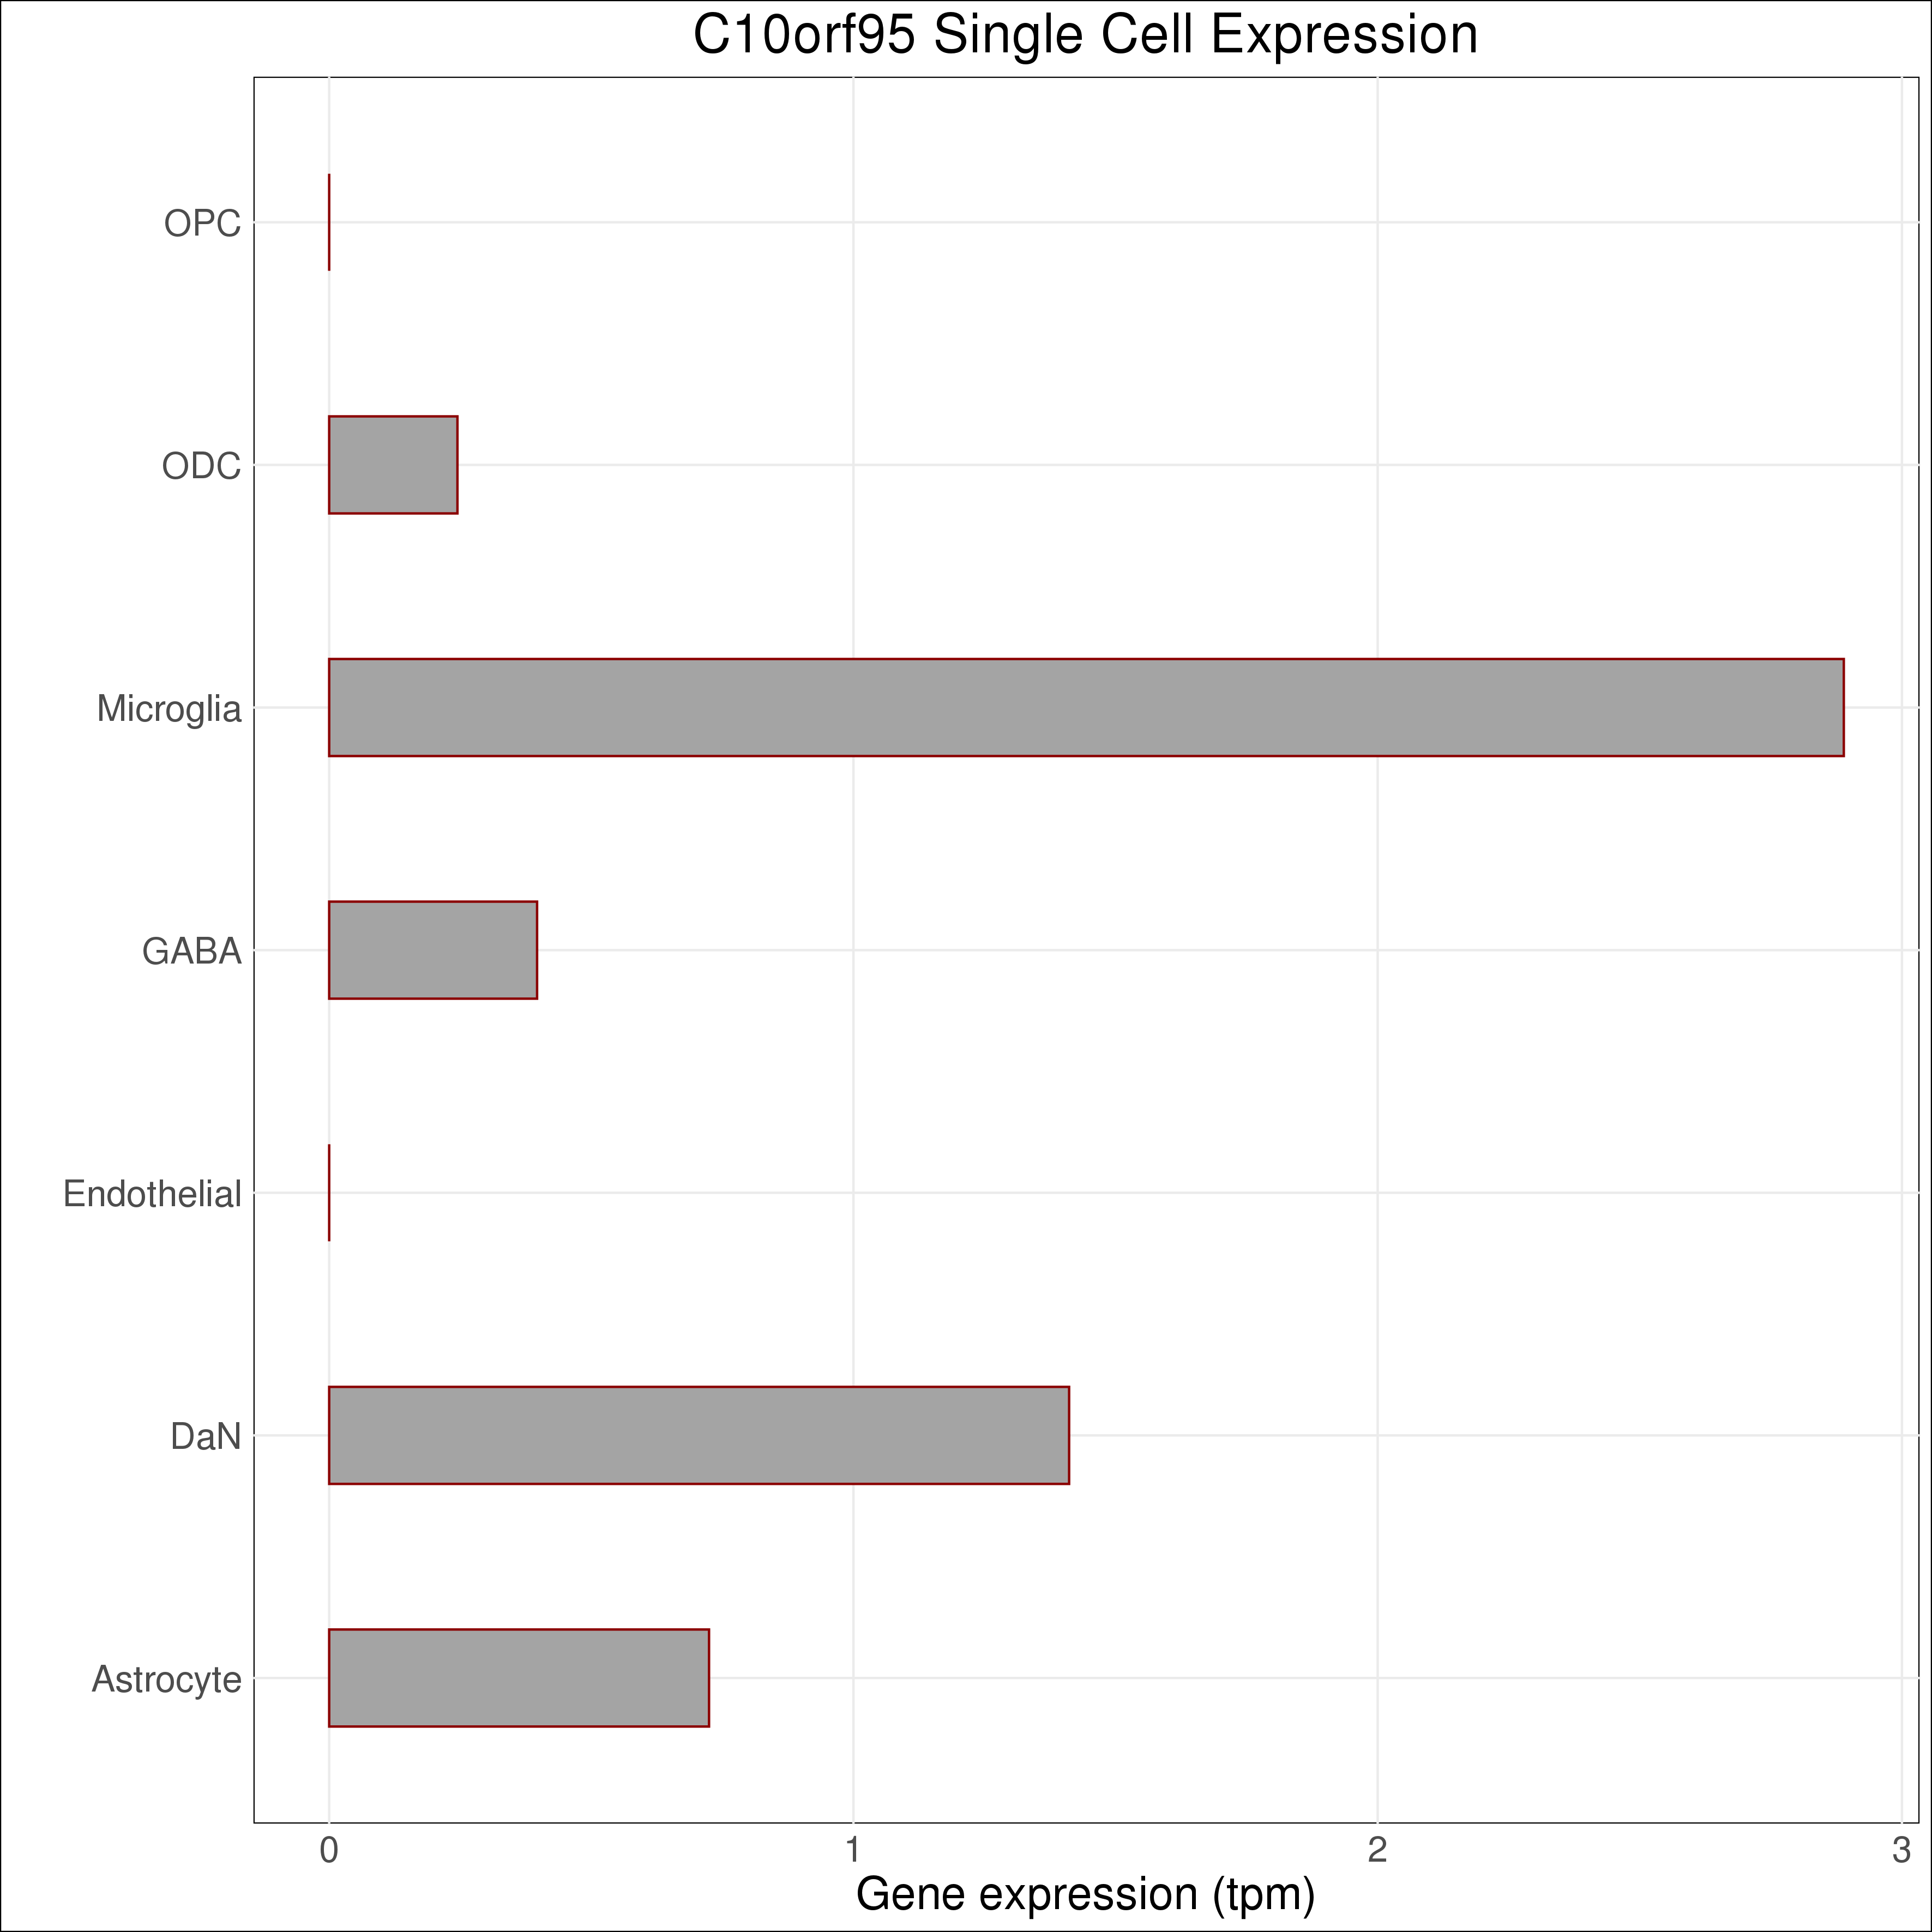 C10orf95 Single Cell Expression
OPC
ODC
Microglia
GABA
Endothelial
DaN
Astrocyte
0 1 2 3
Gene expression (tpm)